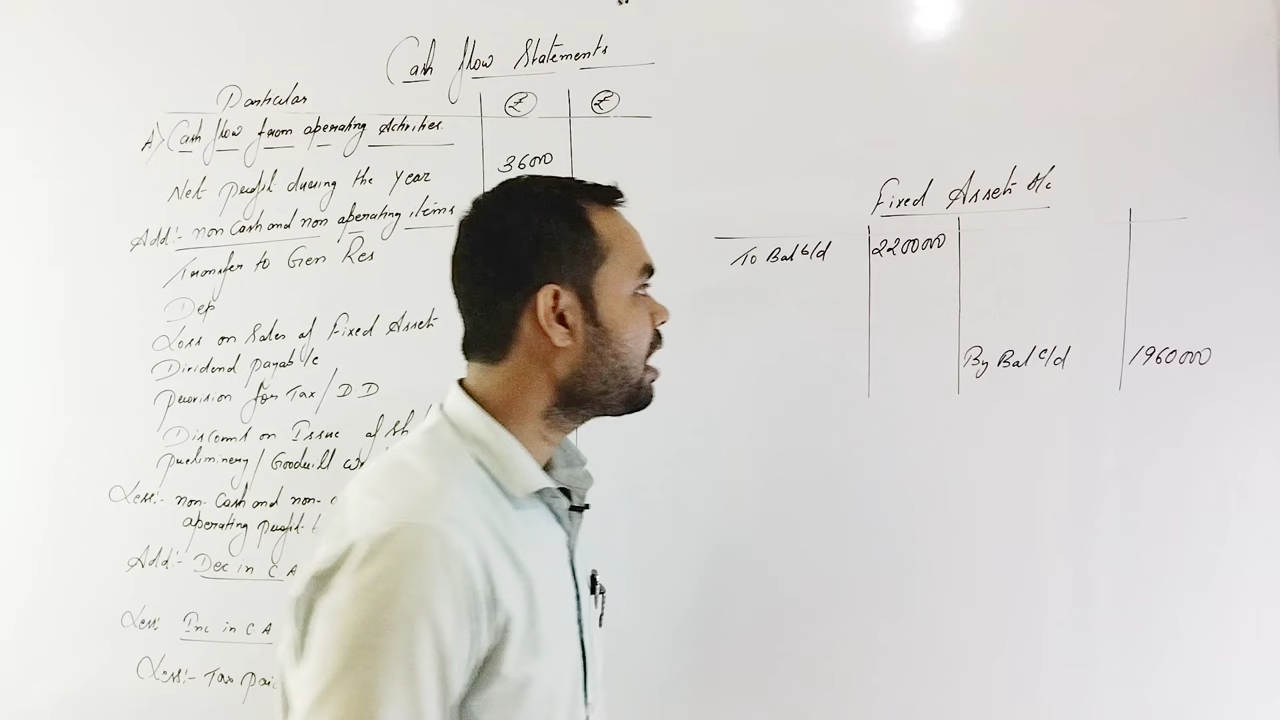 Cash flow Statements
Particular ₹ ₹
A) Cash flow from operating Activities.
Net profit during the year 36000
Add:- non Cash and non operating items
Transfer to Gen Res
Dep
Loss on Sales of Fixed Asset
Dividend payable
provision for Tax/DD
Discount on Issue of Sh
preliminery/Goodwill
Less:- non-Cash and non-
operating profit
Add:- Dec in C A
Less: Inc in C A
Less:- Tax paid
Fixed Assets A/c
To Bal b/d 2200000
By Bal c/d 1960000